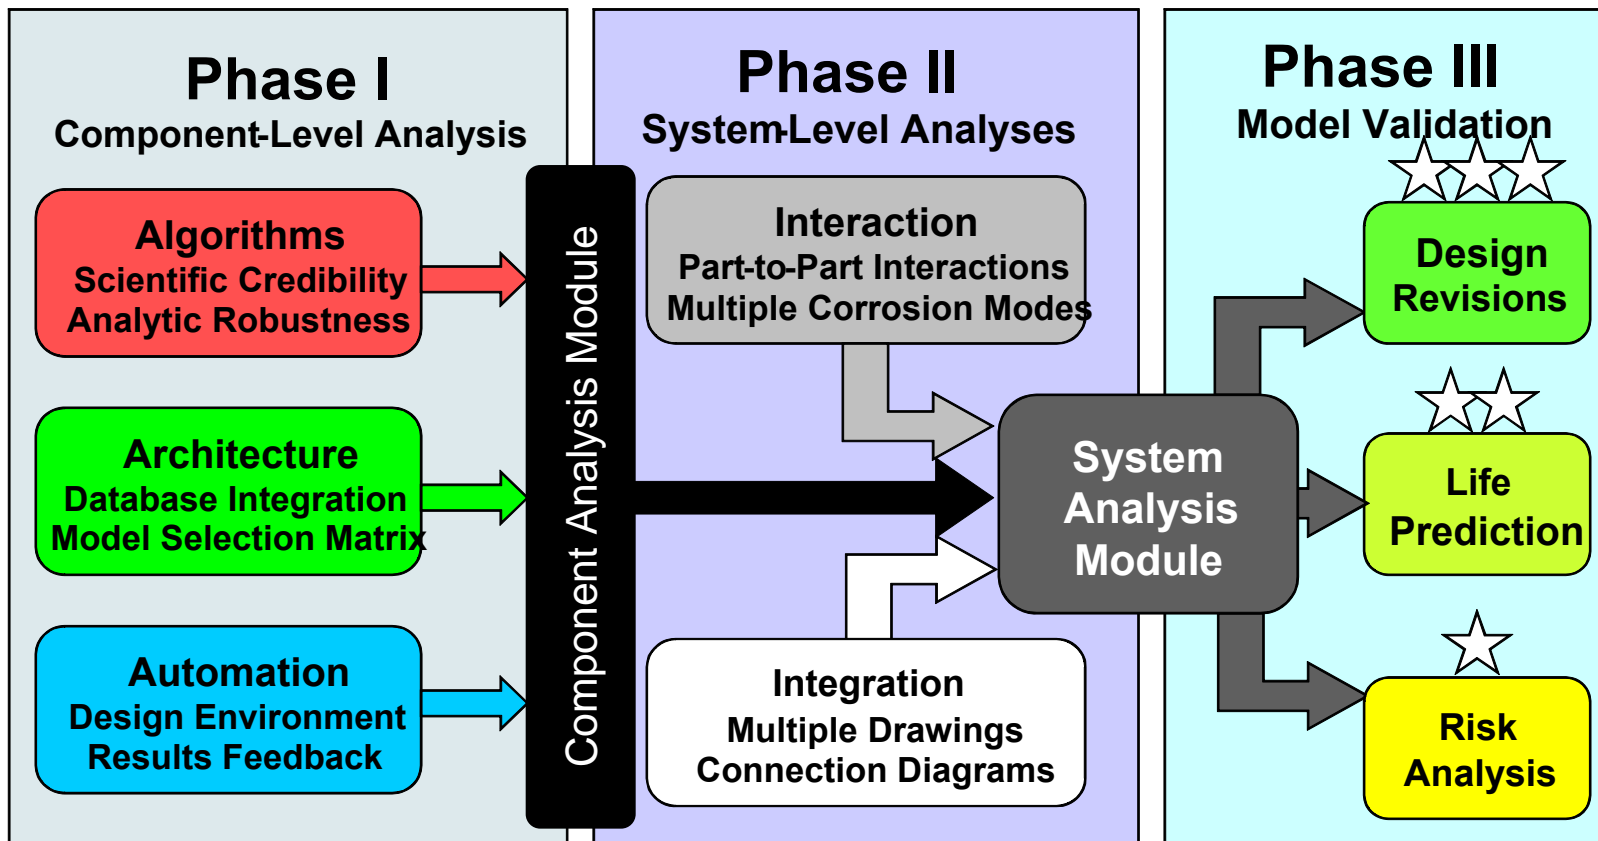 Phase I
Component-Level Analysis
Algorithms
Scientific Credibility
Analytic Robustness
Architecture
Database Integration
Model Selection Matrix
Automation
Design Environment
Results Feedback
Component Analysis Module
Phase II
System-Level Analyses
Interaction
Part-to-Part Interactions
Multiple Corrosion Modes
Integration
Multiple Drawings
Connection Diagrams
System
Analysis
Module
Phase III
Model Validation
Design
Revisions
Life
Prediction
Risk
Analysis